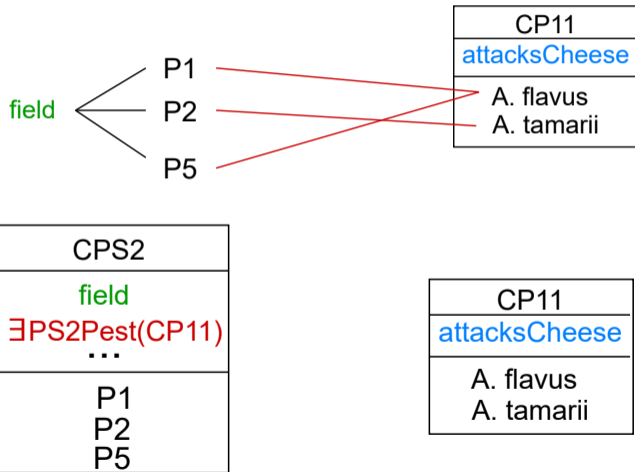 CP11
attacksCheese
P1
field
P2
P5
A. flavus
A. tamarii
CPS2
field
∃PS2Pest(CP11)
...
P1
P2
P5
CP11
attacksCheese
A. flavus
A. tamarii